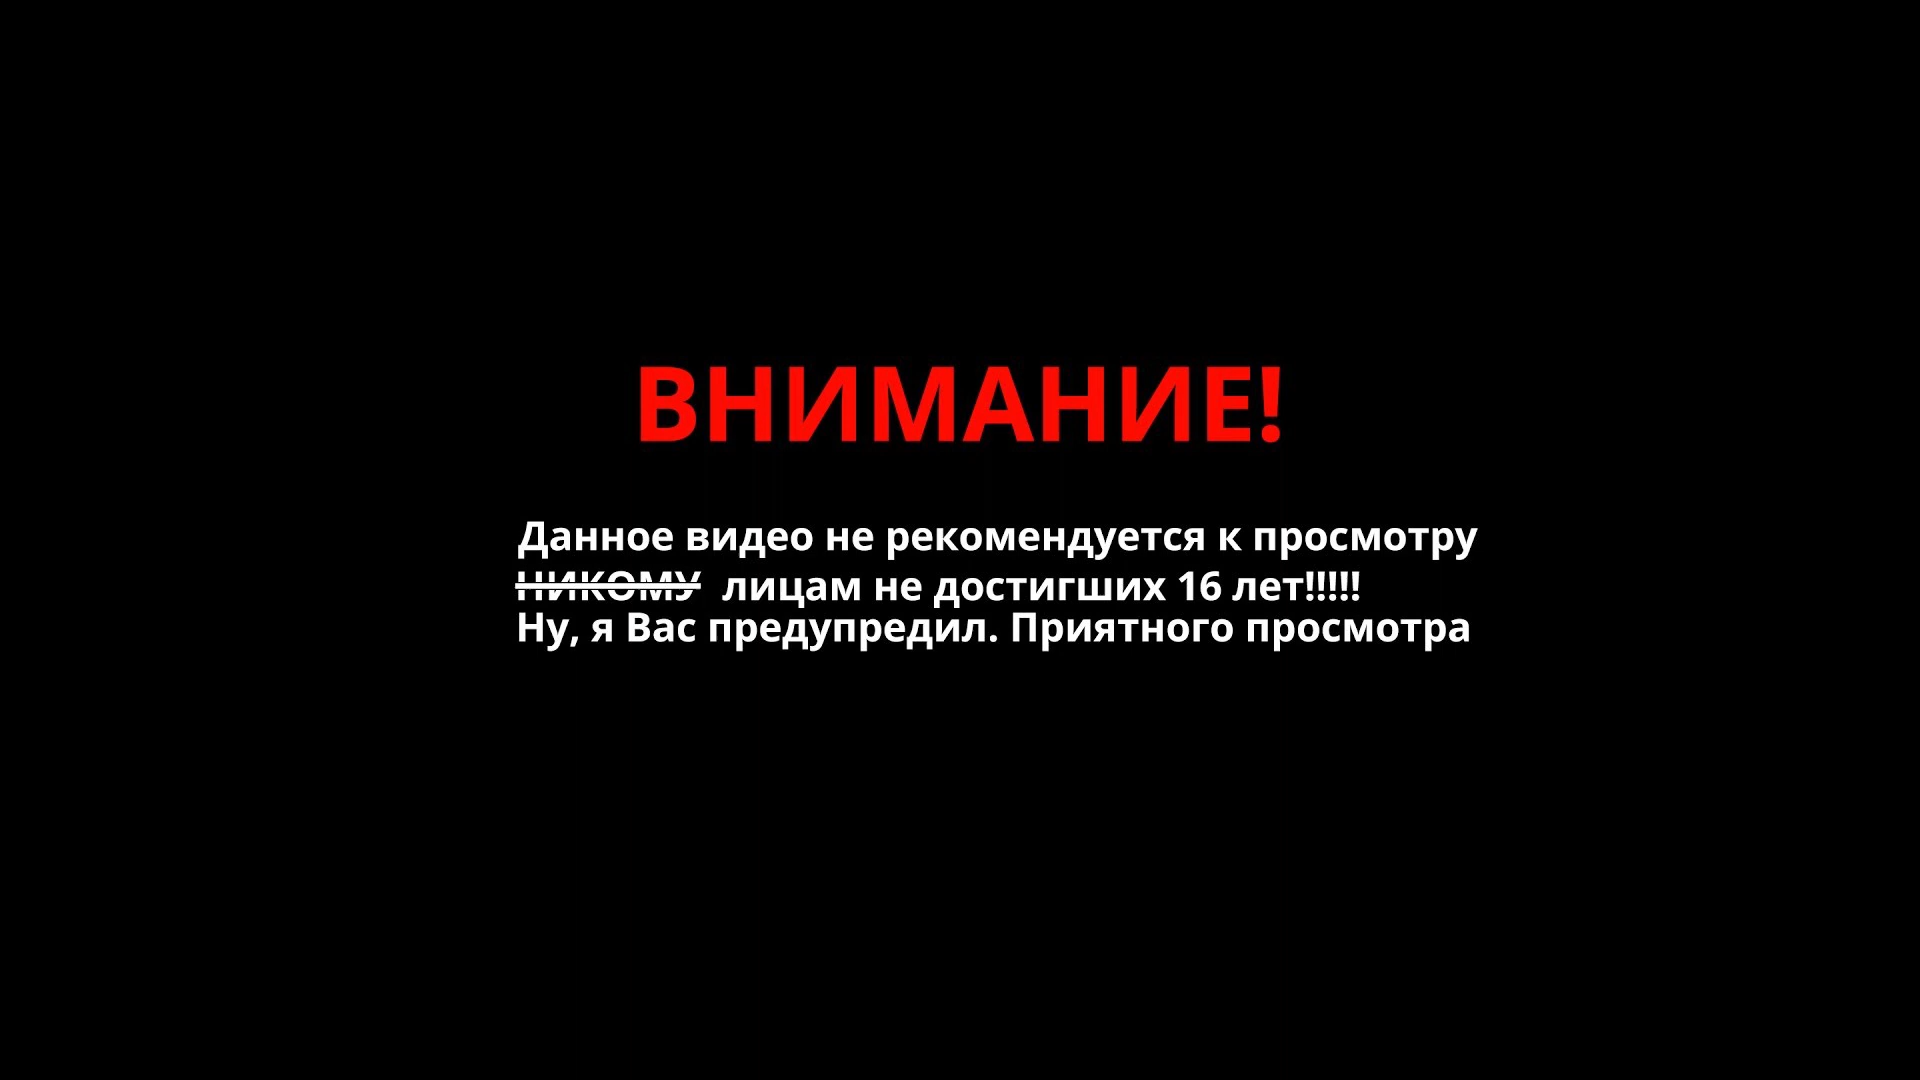 ВНИМАНИЕ!
Данное видео не рекомендуется к просмотру
НИКОМУ лицам не достигших 16 лет!!!!!
Ну, я Вас предупредил. Приятного просмотра